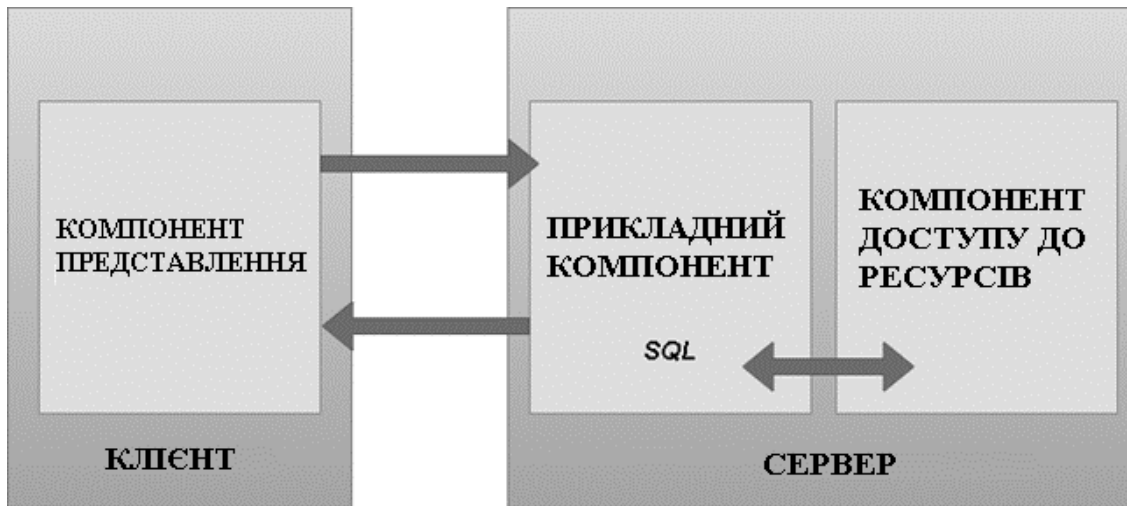 КОМПОНЕНТ
ПРЕДСТАВЛЕННЯ
КЛІЄНТ
ПРИКЛАДНИЙ
КОМПОНЕНТ
SQL
КОМПОНЕНТ
ДОСТУПУ ДО
РЕСУРСІВ
СЕРВЕР